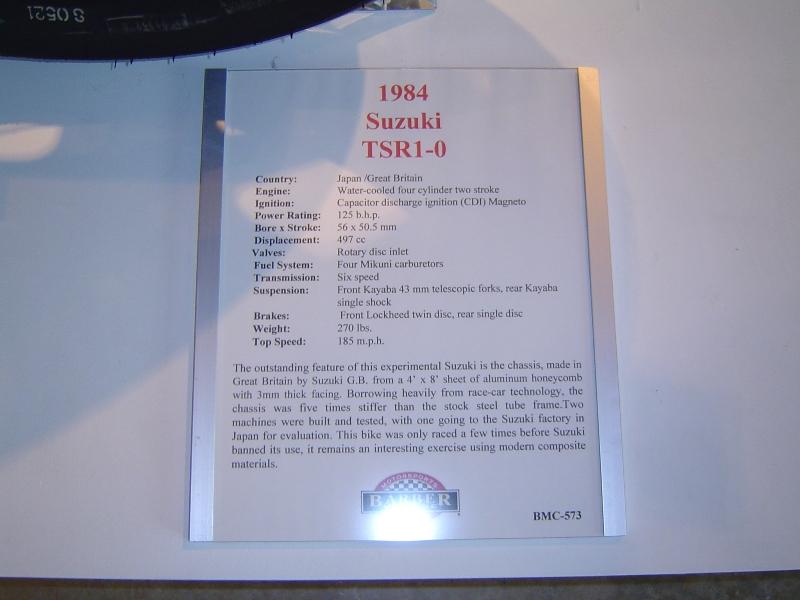 S 0521
1984
Suzuki
TSR1-0
Country: Japan /Great Britain
Engine: Water-cooled four cylinder two stroke
Ignition: Capacitor discharge ignition (CDI) Magneto
Power Rating: 125 b.h.p.
Bore x Stroke: 56 x 50.5 mm
Displacement: 497 cc
Valves: Rotary disc inlet
Fuel System: Four Mikuni carburetors
Transmission: Six speed
Suspension: Front Kayaba 43 mm telescopic forks, rear Kayaba
single shock
Brakes: Front Lockheed twin disc, rear single disc
Weight: 270 lbs.
Top Speed: 185 m.p.h.
The outstanding feature of this experimental Suzuki is the chassis, made in
Great Britain by Suzuki G.B. from a 4' x 8' sheet of aluminum honeycomb
with 3mm thick facing. Borrowing heavily from race-car technology, the
chassis was five times stiffer than the stock steel tube frame.Two
machines were built and tested, with one going to the Suzuki factory in
Japan for evaluation. This bike was only raced a few times before Suzuki
banned its use, it remains an interesting exercise using modern composite
materials.
MOTORSPORTS
BARBER
BMC-573